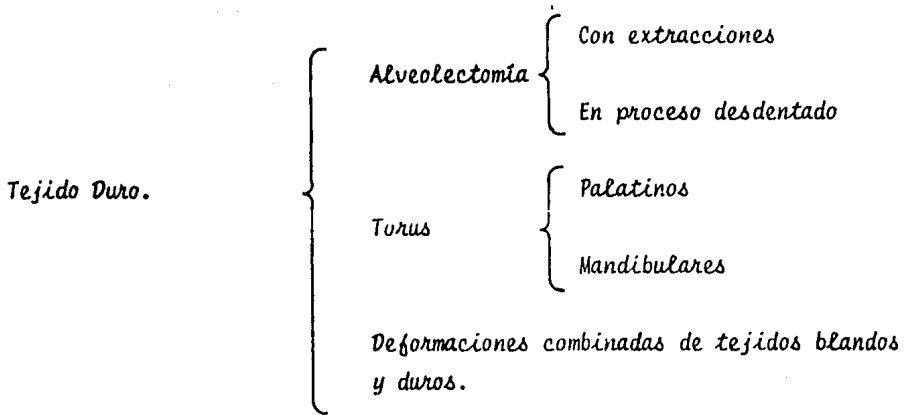 Tejido Duro.
Alveolectomía
Con extracciones
En proceso desdentado
Torus
Palatinos
Mandibulares
Deformaciones combinadas de tejidos blandos
y duros.